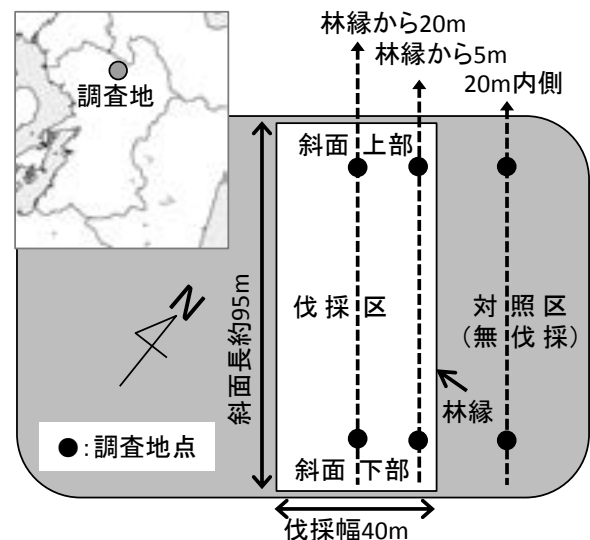 林縁から20m
林縁から5m
20m内側
調査地
斜面 上部
斜面長約95m
N
伐採区
対照区
(無伐採)
林縁
●:調査地点
斜面 下部
伐採幅40m